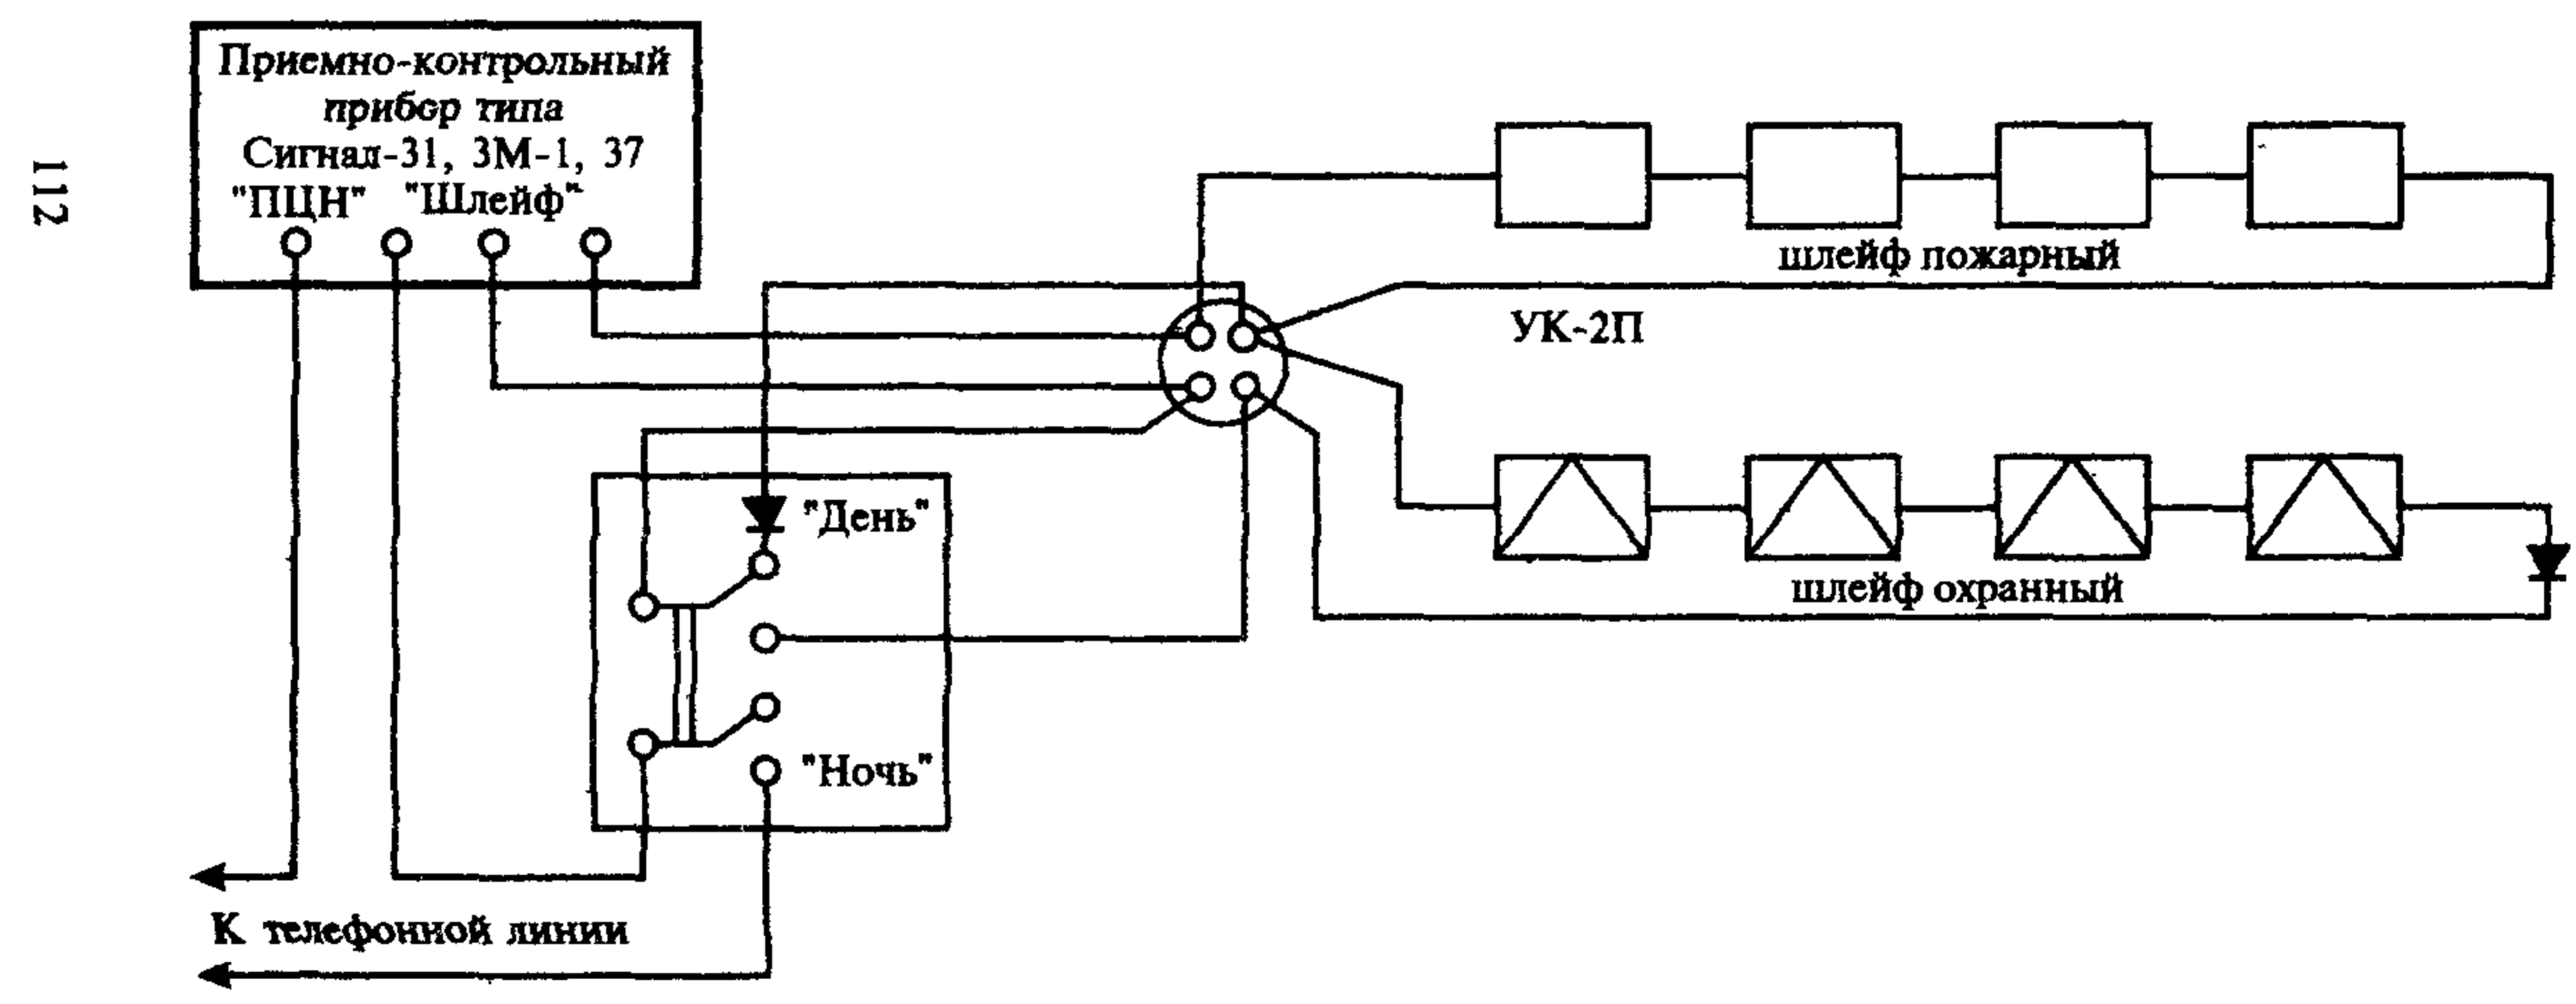 112
Приемно-контрольный
прибор типа
Сигнал-31, 3М-1, 37
"ПЦН" "Шлейф"
шлейф пожарный
УК-2П
"День"
шлейф охранный
"Ночь"
К телефонной линии